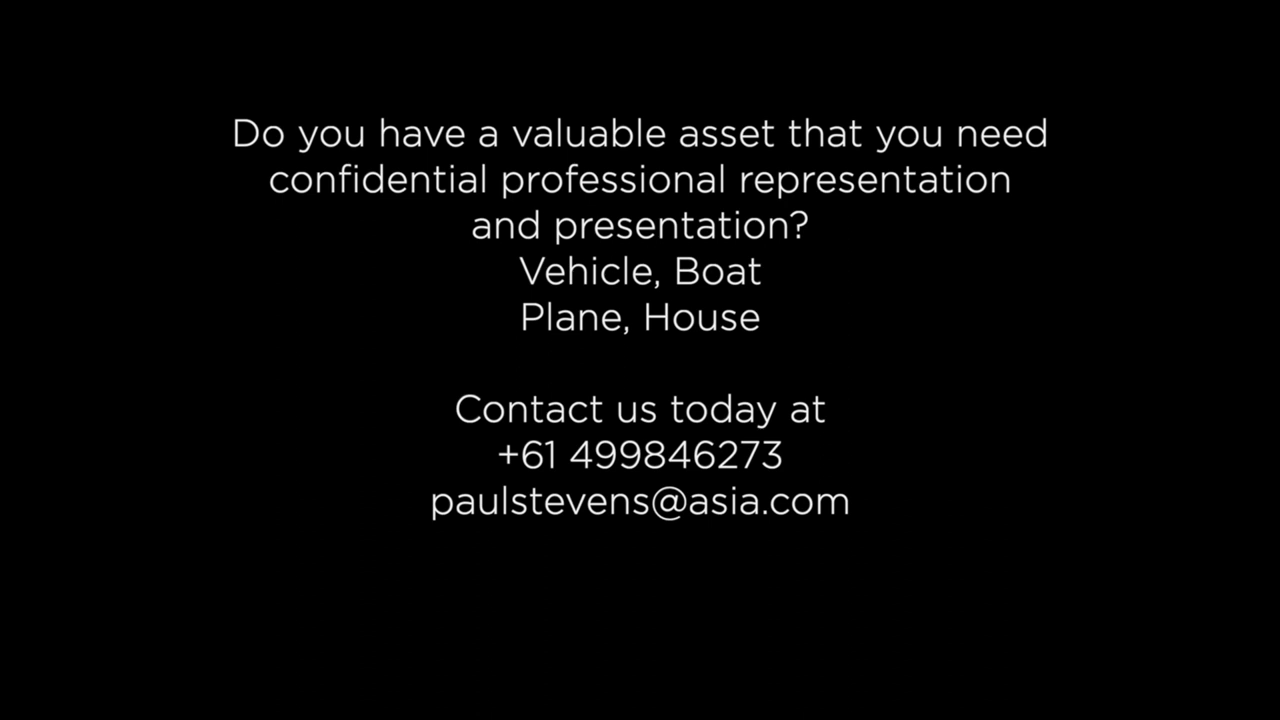 Do you have a valuable asset that you need
confidential professional representation
and presentation?
Vehicle, Boat
Plane, House
Contact us today at
+61 499846273
paulstevens@asia.com